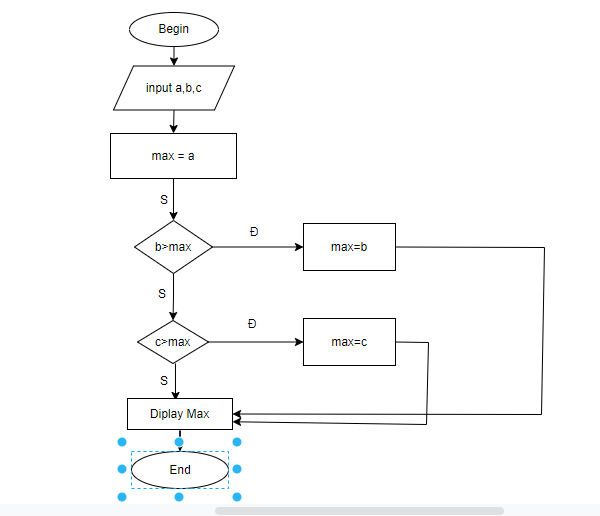 Begin
input a,b,c
max = a
S
b>max
Đ
max=b
S
c>max
Đ
max=c
S
Diplay Max
End